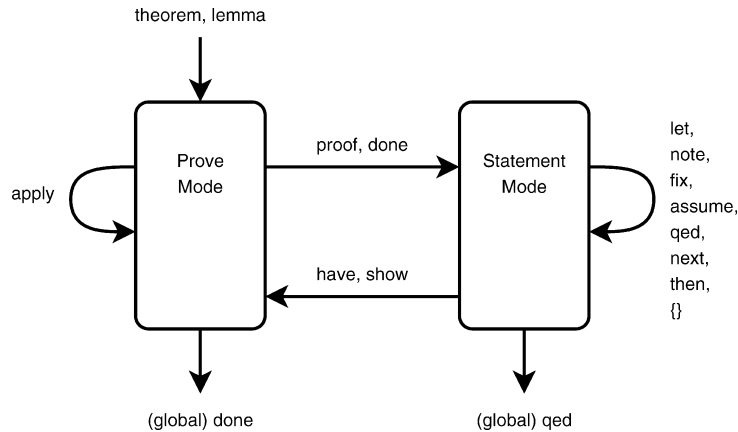 theorem, lemma
Prove
Mode
proof, done
Statement
Mode
apply
have, show
let,
note,
fix,
assume,
qed,
next,
then,
{}
(global) done
(global) qed